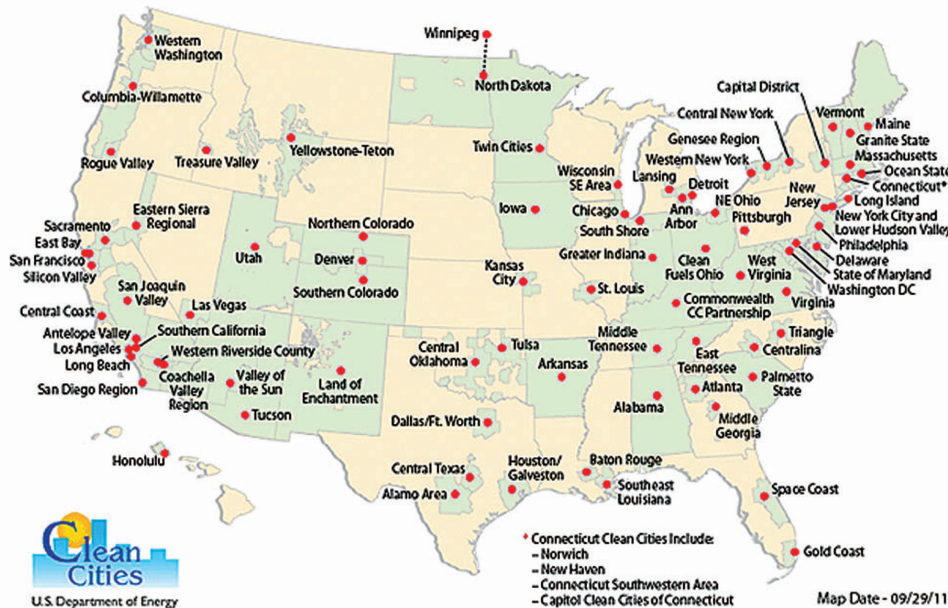 Winnipeg
Western
Washington
North Dakota
Capital District
Columbia-Willamette
Central New York
Vermont
Maine
Genesee Region
Granite State
Rogue Valley
Treasure Valley
Yellowstone-Teton
Twin Cities
Western New York
Massachusetts
Wisconsin
SE Area
Lansing
Detroit
Ocean State
Connecticut*
Eastern Sierra
Regional
Iowa
Chicago
Ann
Arbor
NE Ohio
New
Jersey
Long Island
Sacramento
Northern Colorado
South Shore
Pittsburgh
New York City and
Lower Hudson Valley
East Bay
Utah
Denver
Greater Indiana
Philadelphia
San Francisco
Kansas
City
Clean
Fuels Ohio
West
Virginia
Delaware
Silicon Valley
State of Maryland
San Joaquin
Valley
Southern Colorado
St. Louis
Washington DC
Las Vegas
Commonwealth
CC Partnership
Virginia
Central Coast
Antelope Valley
Southern California
Middle
Tennessee
Triangle
Los Angeles
Western Riverside County
Central
Oklahoma
Tulsa
Arkansas
East
Tennessee
Centralina
Long Beach
Coachella
Valley
Region
Valley of
the Sun
Land of
Enchantment
Atlanta
Palmetto
State
San Diego Region
Tucson
Dallas/Ft. Worth
Alabama
Middle
Georgia
Honolulu
Central Texas
Houston/
Galveston
Baton Rouge
Alamo Area
Southeast
Louisiana
Space Coast
Gold Coast
Clean
Cities
U.S. Department of Energy
* Connecticut Clean Cities Include:
– Norwich
– New Haven
– Connecticut Southwestern Area
– Capitol Clean Cities of Connecticut
Map Date - 09/29/11